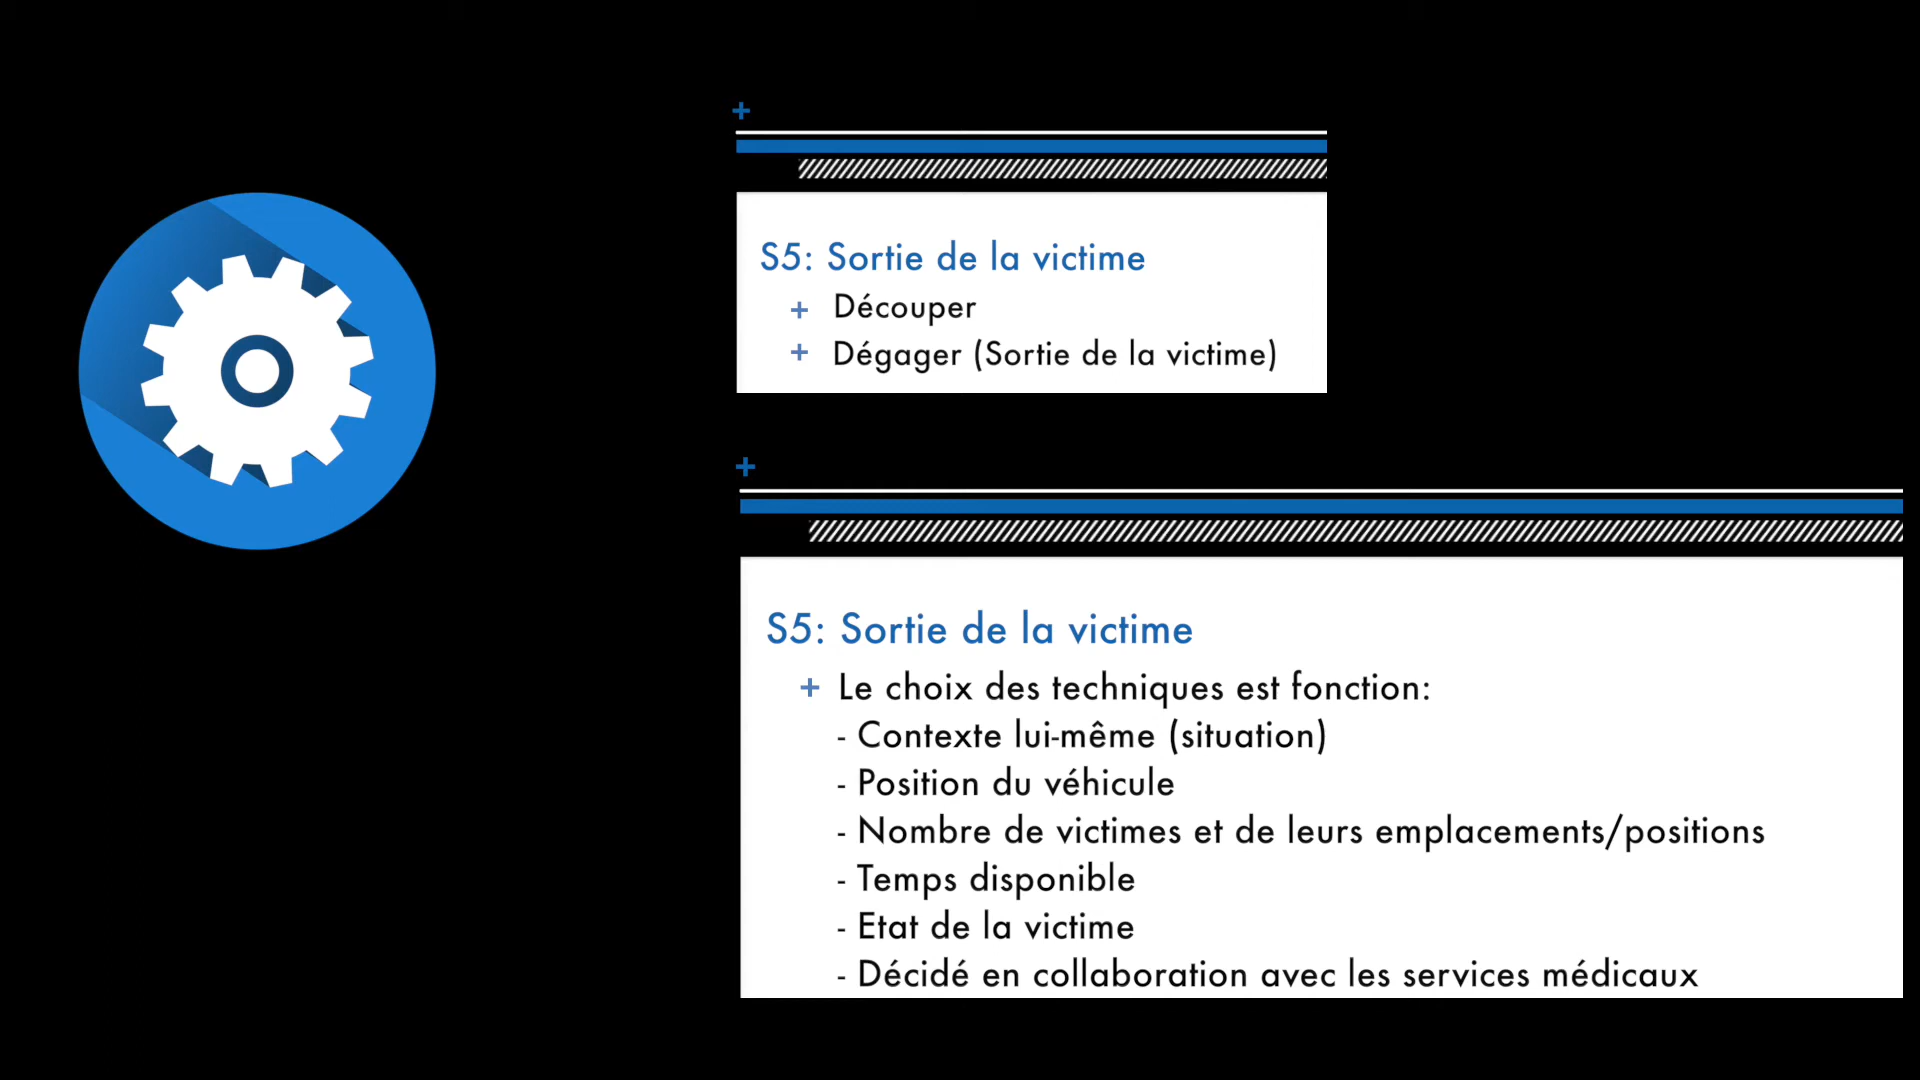 S5: Sortie de la victime
+ Découper
+ Dégager (Sortie de la victime)
S5: Sortie de la victime
+ Le choix des techniques est fonction:
- Contexte lui-même (situation)
- Position du véhicule
- Nombre de victimes et de leurs emplacements/positions
- Temps disponible
- Etat de la victime
- Décidé en collaboration avec les services médicaux